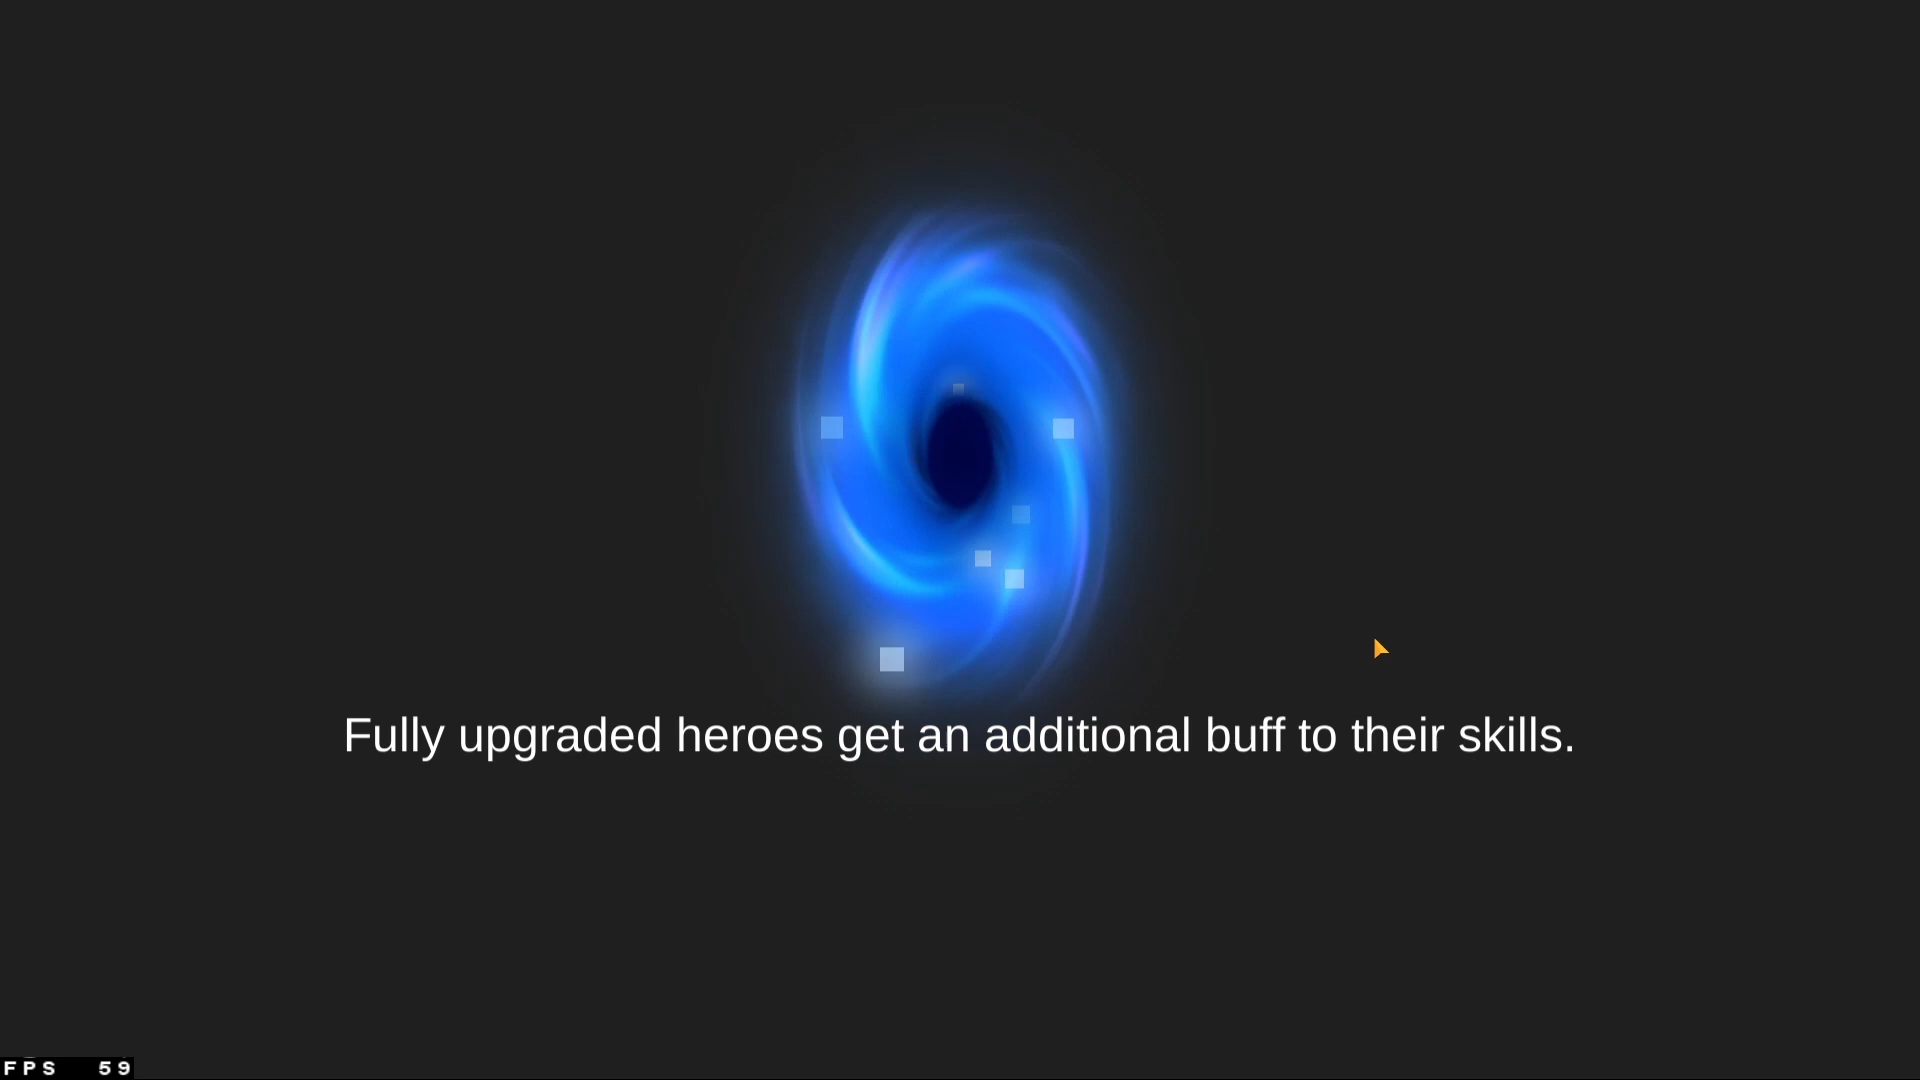 Fully upgraded heroes get an additional buff to their skills.
FPS 59